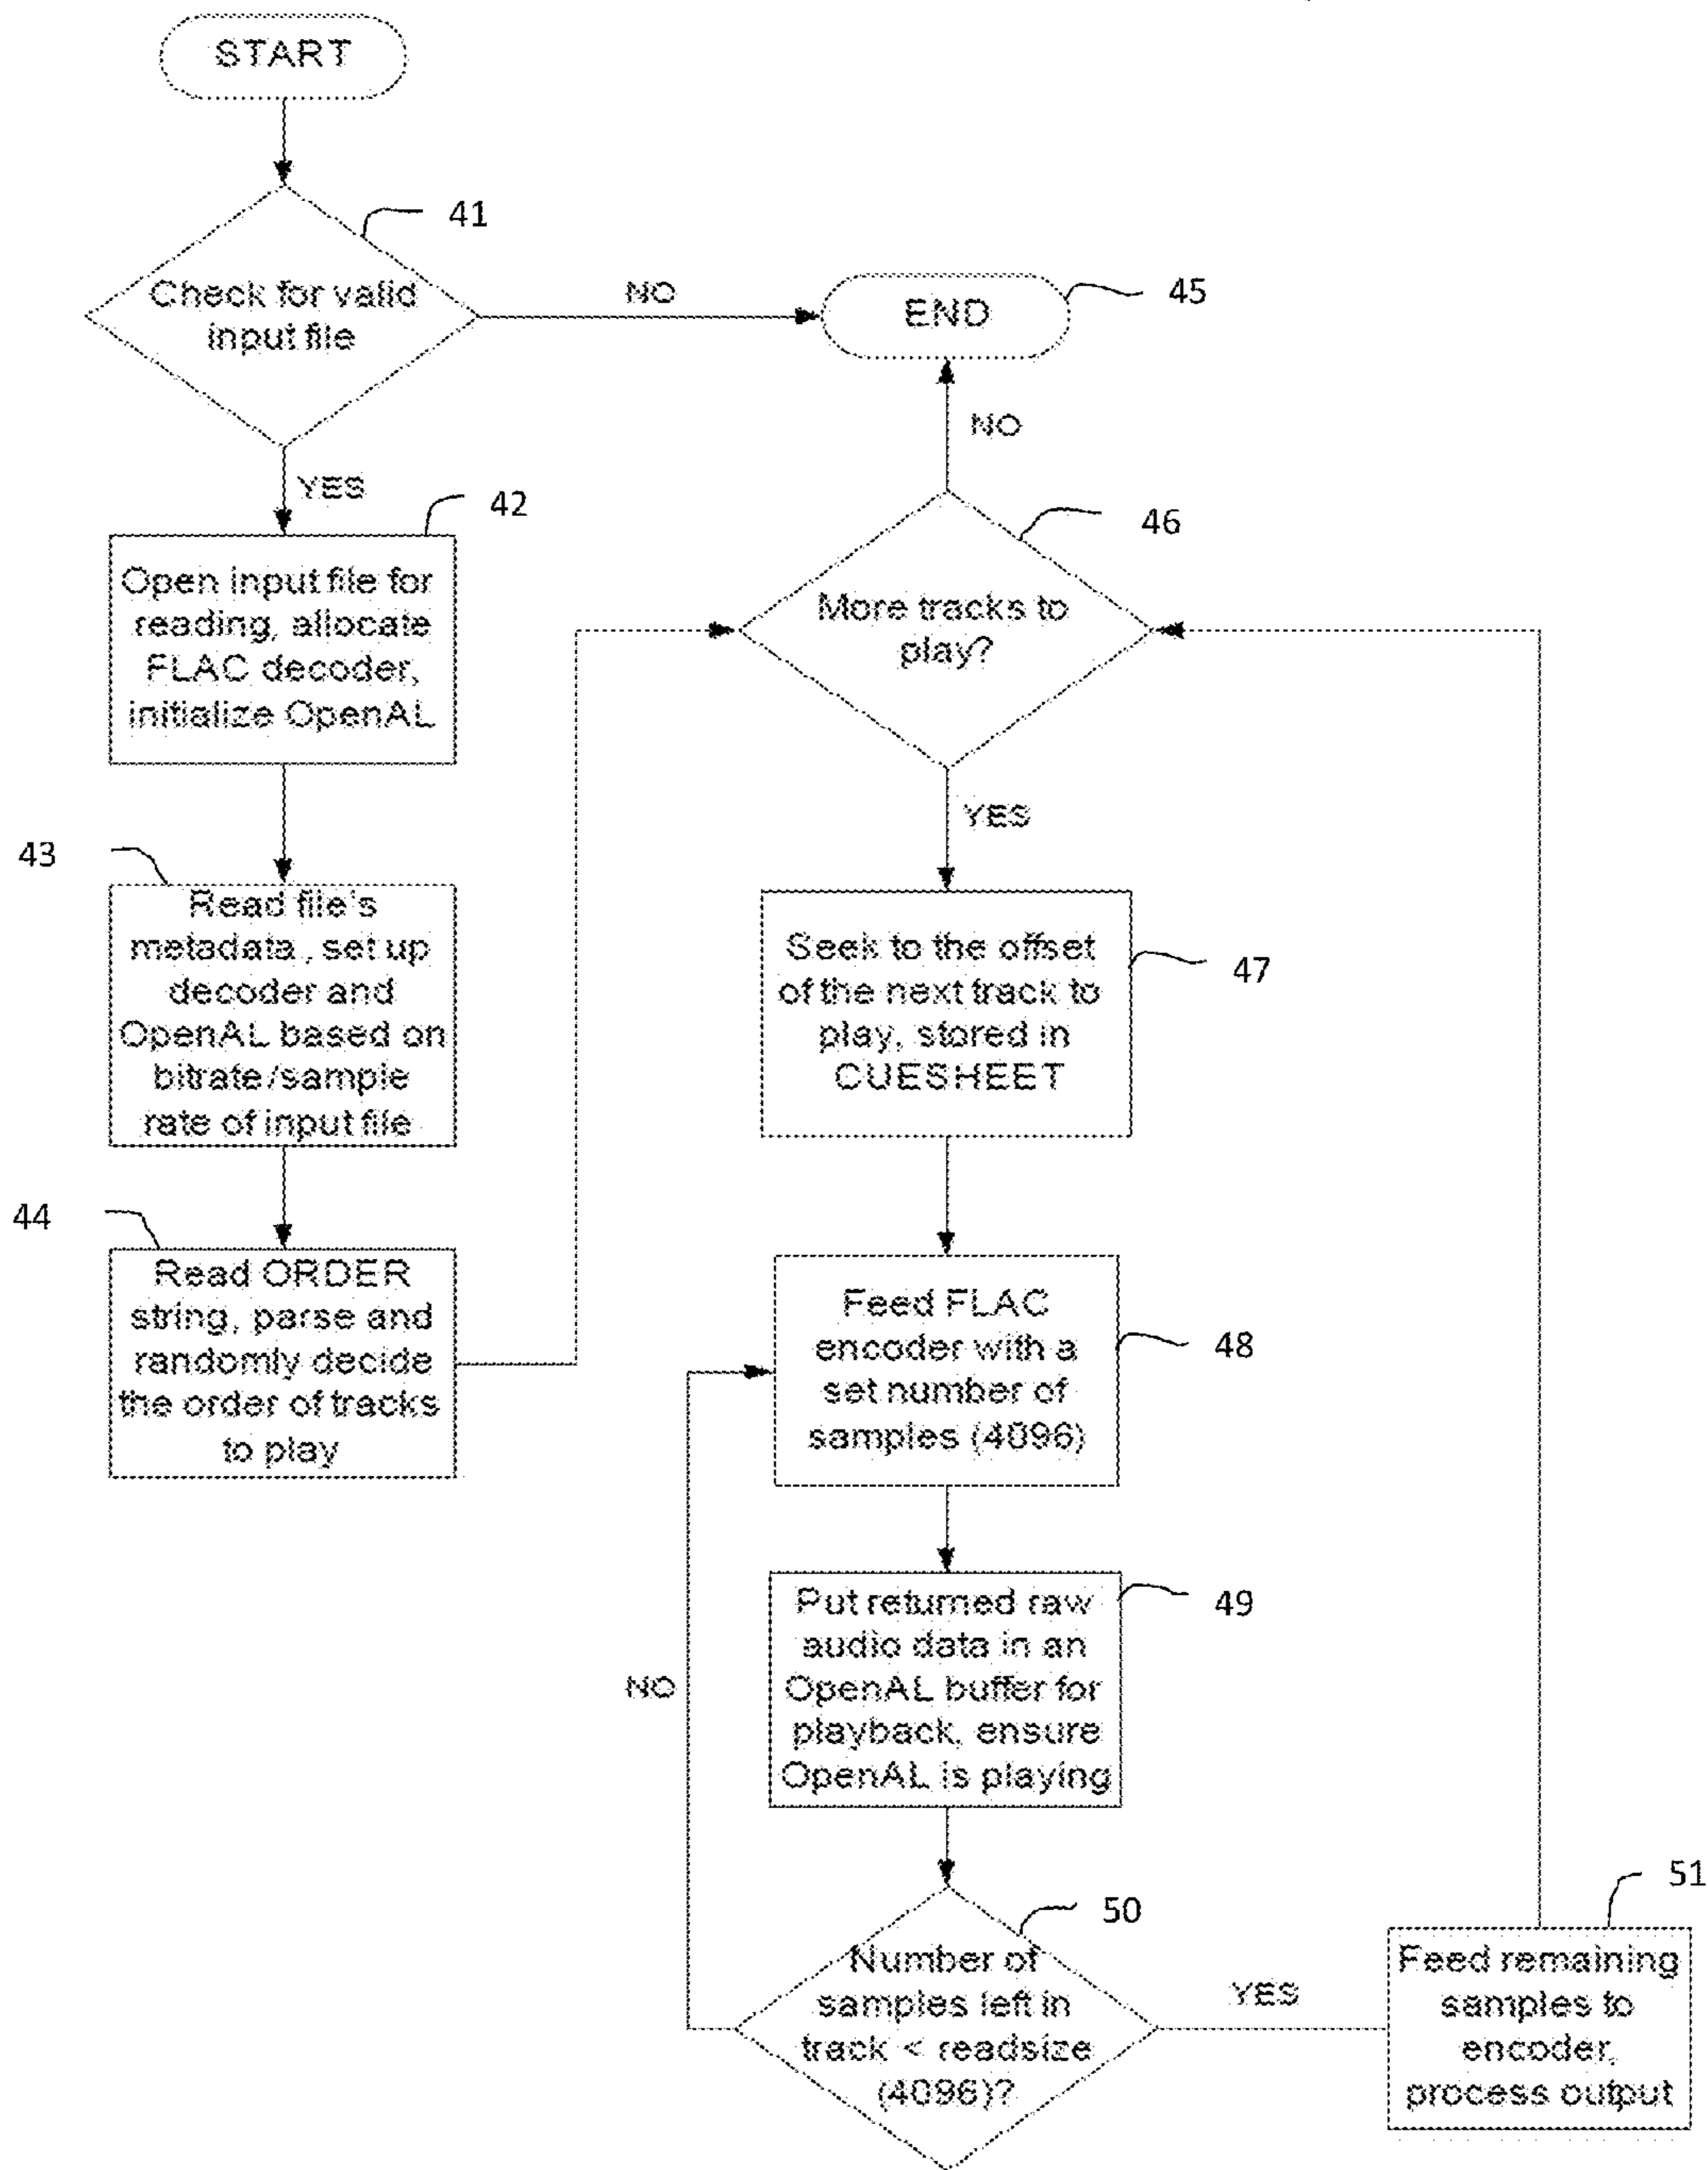 START
41
Check for valid
input file
NO
END
45
YES
42
Open input file for
reading, allocate
FLAC decoder,
initialize OpenAL
43
Read file's
metadata, set up
decoder and
OpenAL based on
bitrate/sample
rate of input file
44
Read ORDER
string, parse and
randomly decide
the order of tracks
to play
NO
46
More tracks to
play?
YES
47
Seek to the offset
of the next track to
play, stored in
CUESHEET
48
Feed FLAC
encoder with a
set number of
samples (4096)
49
Put returned raw
audio data in an
OpenAL buffer for
playback, ensure
OpenAL is playing
NO
50
Number of
samples left in
track < readsize
(4096)?
YES
51
Feed remaining
samples to
encoder,
process output